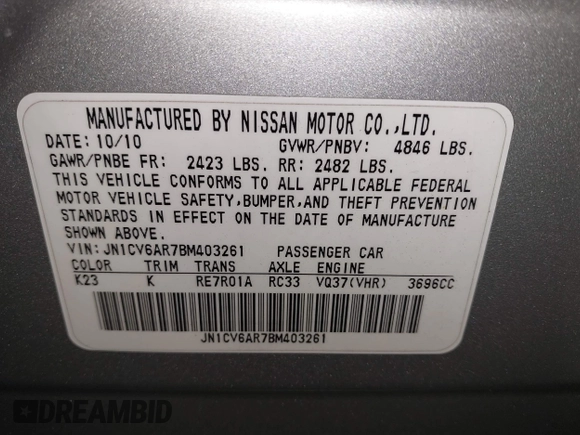 MANUFACTURED BY NISSAN MOTOR CO.,LTD.
DATE: 10/10 GVWR/PNBV: 4846 LBS.
GAWR/PNBE FR: 2423 LBS. RR: 2482 LBS.
THIS VEHICLE CONFORMS TO ALL APPLICABLE FEDERAL
MOTOR VEHICLE SAFETY,BUMPER,AND THEFT PREVENTION
STANDARDS IN EFFECT ON THE DATE OF MANUFACTURE
SHOWN ABOVE.
VIN: JN1CV6AR7BM403261 PASSENGER CAR
COLOR TRIM TRANS AXLE ENGINE
K23 K RE7R01A RC33 VQ37(VHR) 3696CC
JN1CV6AR7BM403261
DREAMBID